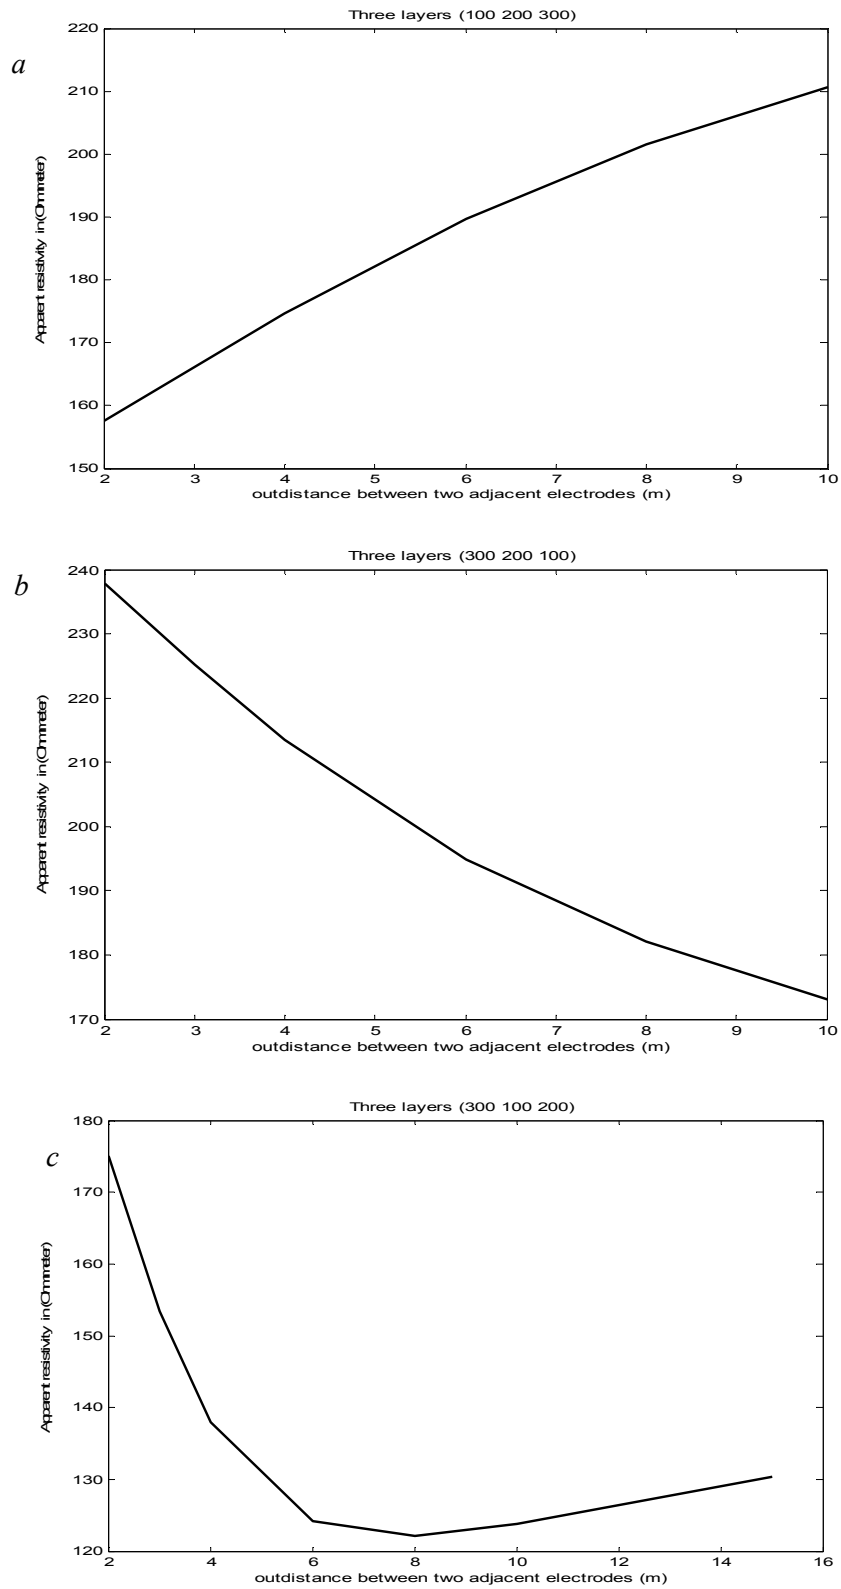 a
Three layers (100 200 300)
220
210
200
190
180
170
160
150
Apparent resistivity in(Ohmmeter)
2 3 4 5 6 7 8 9 10
outdistance between two adjacent electrodes (m)
b
Three layers (300 200 100)
240
230
220
210
200
190
180
170
Apparent resistivity in(Ohmmeter)
2 3 4 5 6 7 8 9 10
outdistance between two adjacent electrodes (m)
c
Three layers (300 100 200)
180
170
160
150
140
130
120
Apparent resistivity in(Ohmmeter)
2 4 6 8 10 12 14 16
outdistance between two adjacent electrodes (m)